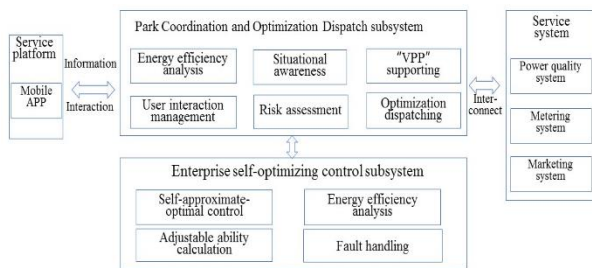 Service
platform
Mobile
APP
Information
Interaction
Park Coordination and Optimization Dispatch subsystem
Energy efficiency
analysis
Situational
awareness
"VPP"
supporting
User interaction
management
Risk assessment
Optimization
dispatching
Inter-
connect
Service
system
Power quality
system
Metering
system
Marketing
system
Enterprise self-optimizing control subsystem
Self-approximate-
optimal control
Energy efficiency
analysis
Adjustable ability
calculation
Fault handling